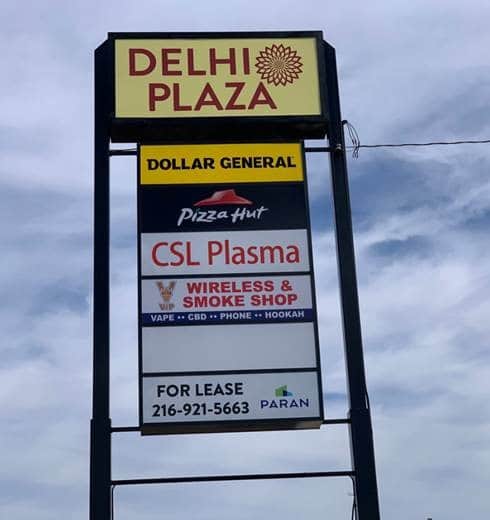 DELHI
PLAZA
DOLLAR GENERAL
Pizza Hut
CSL Plasma
VIP
WIRELESS &
SMOKE SHOP
VAPE •• CBD •• PHONE •• HOOKAH
FOR LEASE
216-921-5663
PARAN